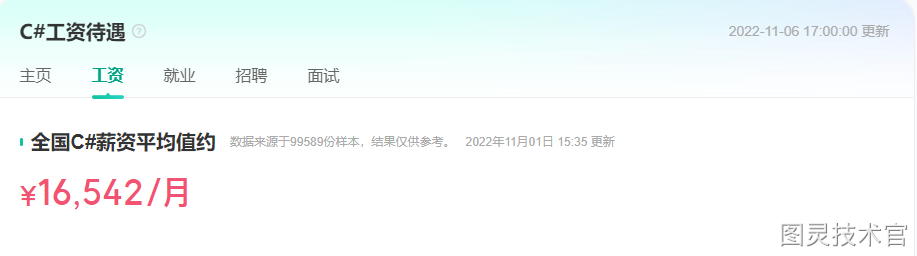 C#工资待遇 ?
2022-11-06 17:00:00 更新
主页 工资 就业 招聘 面试
全国C#薪资平均值约 数据来源于99589份样本，结果仅供参考。 2022年11月01日 15:35 更新
¥16,542/月
图灵技术官